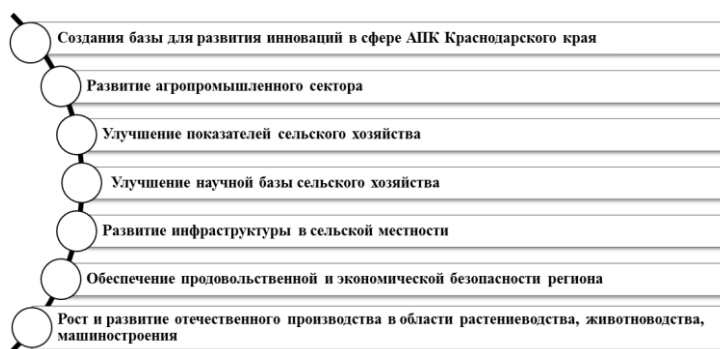 Создания базы для развития инноваций в сфере АПК Краснодарского края
Развитие агропромышленного сектора
Улучшение показателей сельского хозяйства
Улучшение научной базы сельского хозяйства
Развитие инфраструктуры в сельской местности
Обеспечение продовольственной и экономической безопасности региона
Рост и развитие отечественного производства в области растениеводства, животноводства,
машиностроения